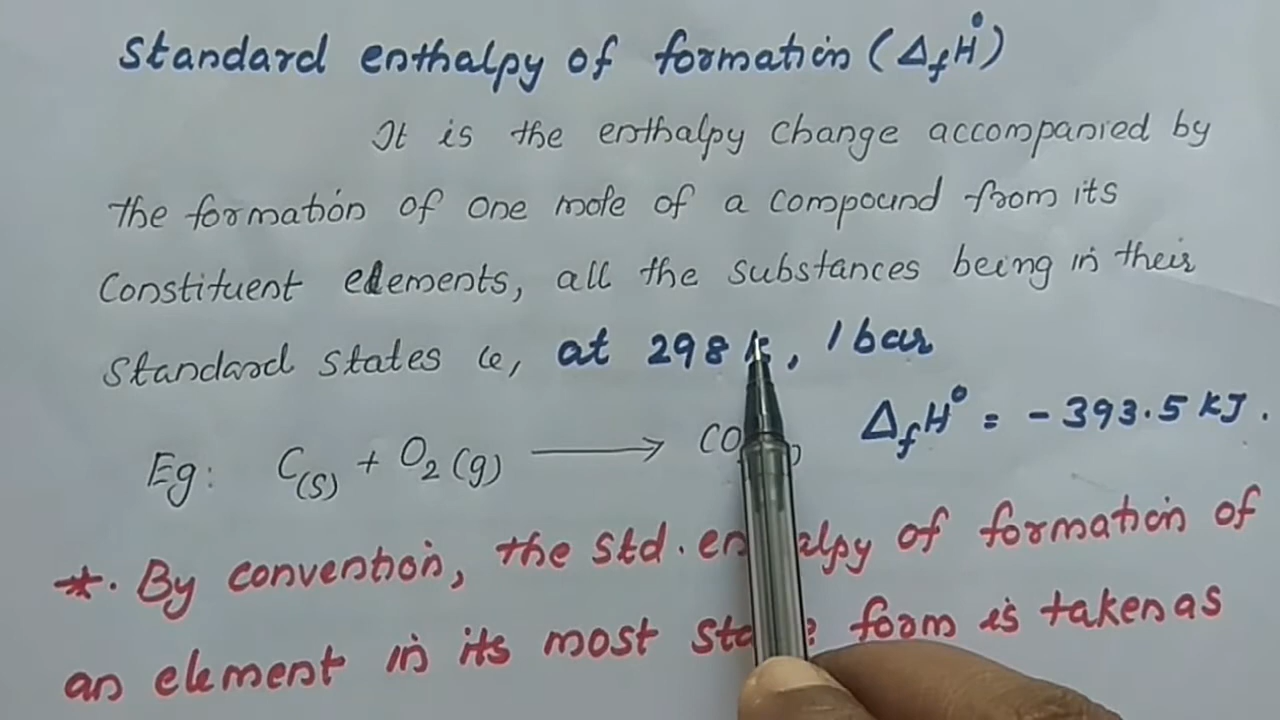 Standard enthalpy of formation (ΔfH°)
It is the enthalpy change accompanied by
the formation of one mole of a compound from its
constituent elements, all the substances being in their
standard states ie, at 298 K, 1 bar
Eg: C(s) + O2 (g) ⟶ CO ΔfH° = -393.5 KJ.
*. By convention, the std. of formation of
an element in its most form is taken as